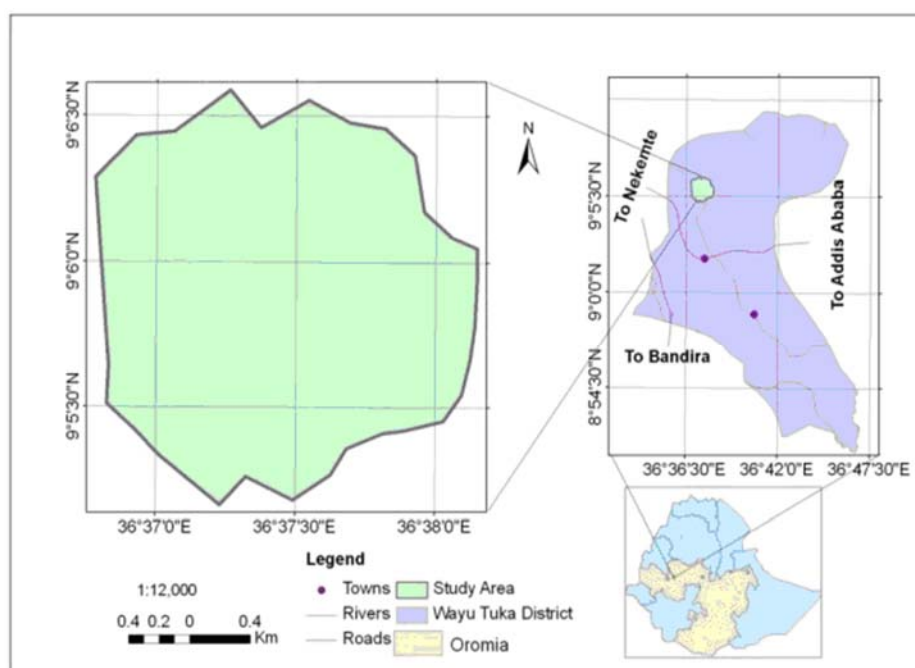 9°6'30"N
9°6'0"N
9°5'30"N
36°37'0"E
36°37'30"E
36°38'0"E
N
9°5'30"N
9°0'0"N
8°54'30"N
To Nekemte
To Addis Ababa
To Bandira
36°36'30"E
36°42'0"E
36°47'30"E
Legend
Towns
Study Area
Rivers
Wayu Tuka District
Roads
Oromia
1:12,000
0.4 0.2 0 0.4
Km